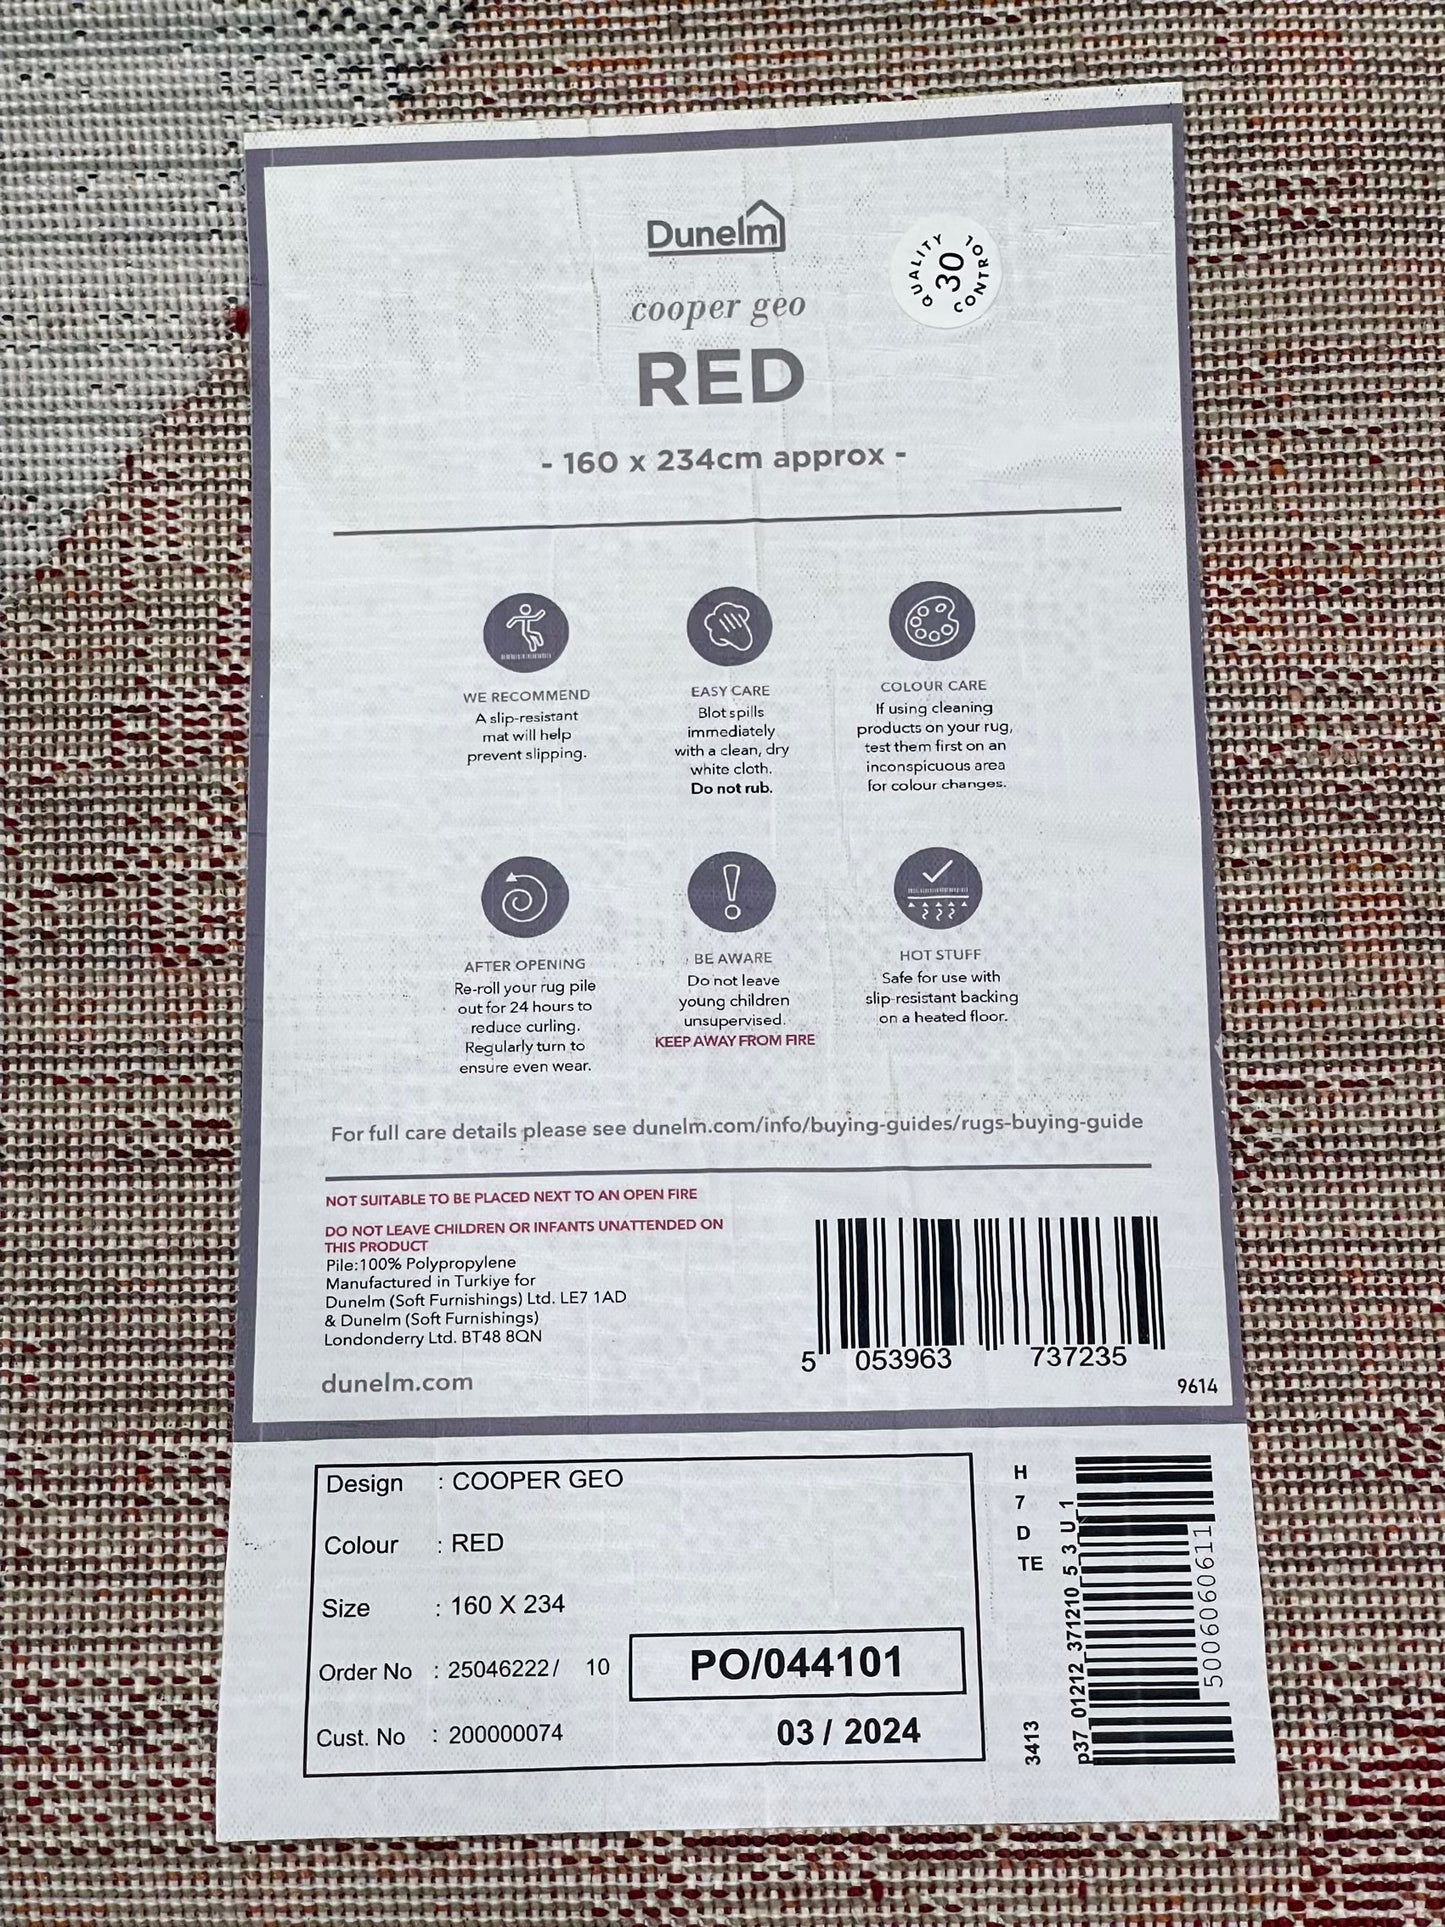 Dunelm
QUALITY CONTROL
30
cooper geo
RED
- 160 x 234cm approx -
WE RECOMMEND
A slip-resistant
mat will help
prevent slipping.
EASY CARE
Blot spills
immediately
with a clean, dry
white cloth.
Do not rub.
COLOUR CARE
If using cleaning
products on your rug,
test them first on an
inconspicuous area
for colour changes.
AFTER OPENING
Re-roll your rug pile
out for 24 hours to
reduce curling.
Regularly turn to
ensure even wear.
BE AWARE
Do not leave
young children
unsupervised.
KEEP AWAY FROM FIRE
HOT STUFF
Safe for use with
slip-resistant backing
on a heated floor.
For full care details please see dunelm.com/info/buying-guides/rugs-buying-guide
NOT SUITABLE TO BE PLACED NEXT TO AN OPEN FIRE
DO NOT LEAVE CHILDREN OR INFANTS UNATTENDED ON
THIS PRODUCT
Pile:100% Polypropylene
Manufactured in Turkiye for
Dunelm (Soft Furnishings) Ltd. LE7 1AD
& Dunelm (Soft Furnishings)
Londonderry Ltd. BT48 8QN
dunelm.com
5 053963 737235
9614
Design : COOPER GEO
Colour : RED
Size : 160 X 234
Order No : 25046222/ 10
PO/044101
Cust. No : 200000074
03 / 2024
H
7
D
TE
3413
p37_01212_371210_5_3_U_1
5006060611